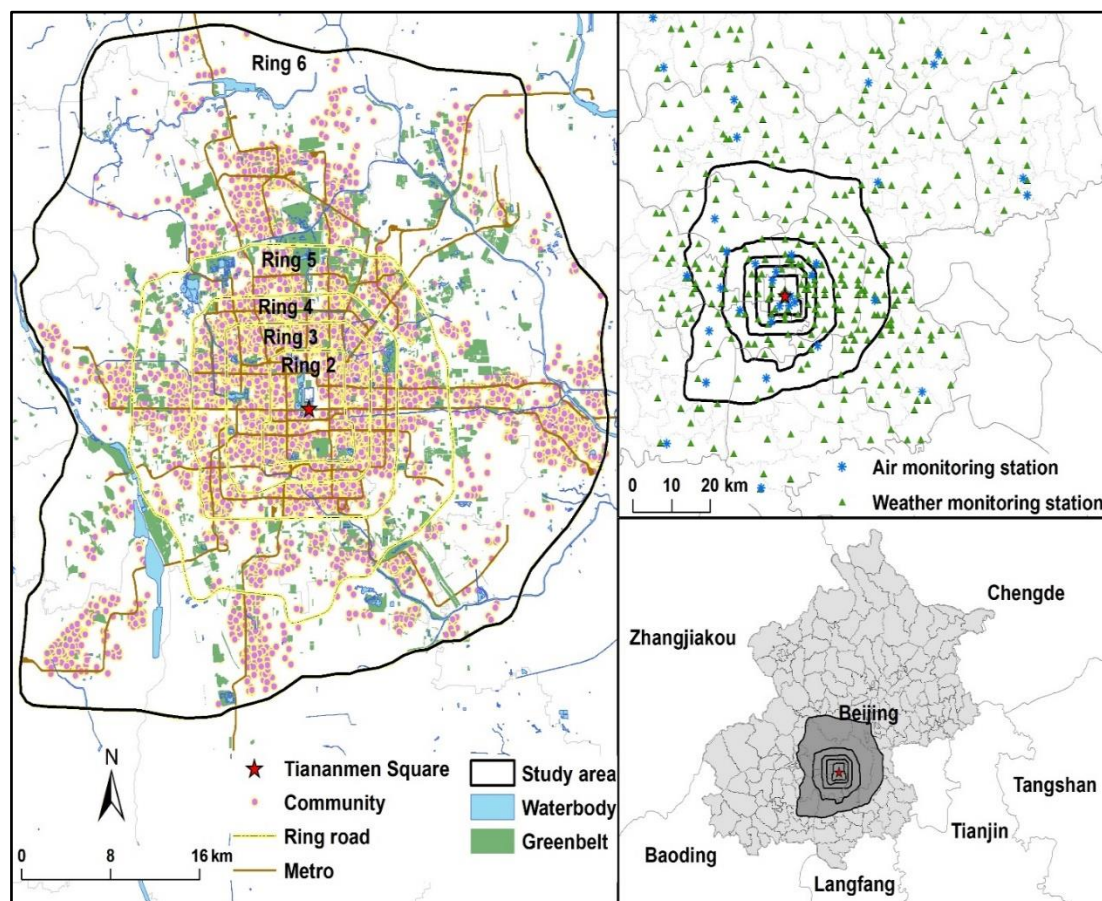 Ring 6
Ring 5
Ring 4
Ring 3
Ring 2
N
0 8 16 km
Tiananmen Square
Community
Ring road
Metro
Study area
Waterbody
Greenbelt
Air monitoring station
Weather monitoring station
0 10 20 km
Chengde
Zhangjiakou
Beijing
Tangshan
Tianjin
Baoding
Langfang